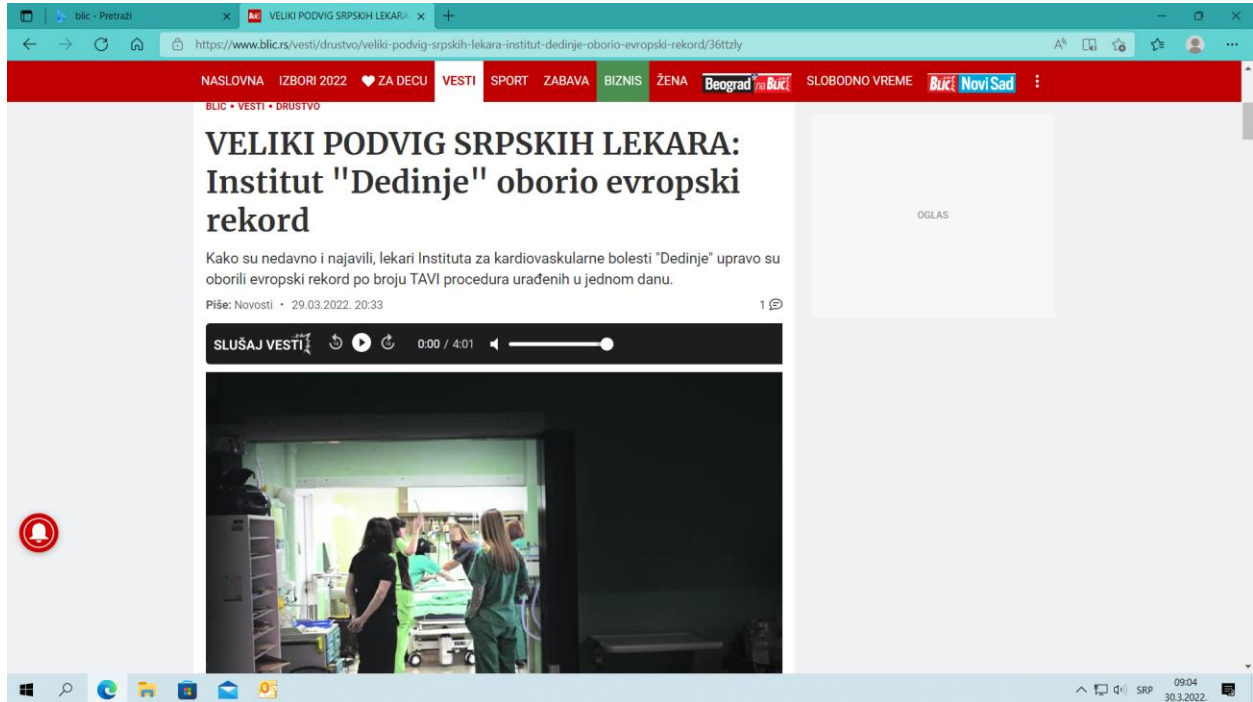 blic - Pretraži
VELIKI PODVIG SRPSKIH LEKARA
https://www.blic.rs/vesti/drustvo/veliki-podvig-srpskih-lekara-institut-dedinje-oborio-evropski-rekord/36ttzly
NASLOVNA IZBORI 2022 ZA DECU VESTI SPORT ZABAVA BIZNIS ŽENA Beograd na Blic SLOBODNO VREME Blic Novi Sad
BLIC • VESTI • DRUŠTVO
VELIKI PODVIG SRPSKIH LEKARA:
Institut "Dedinje" oborio evropski
rekord
OGLAS
Kako su nedavno i najavili, lekari Instituta za kardiovaskularne bolesti "Dedinje" upravo su
oborili evropski rekord po broju TAVI procedura urađenih u jednom danu.
Piše: Novosti • 29.03.2022. 20:33
1
SLUŠAJ VESTI 0:00 / 4:01
SRP
09:04
30.3.2022.